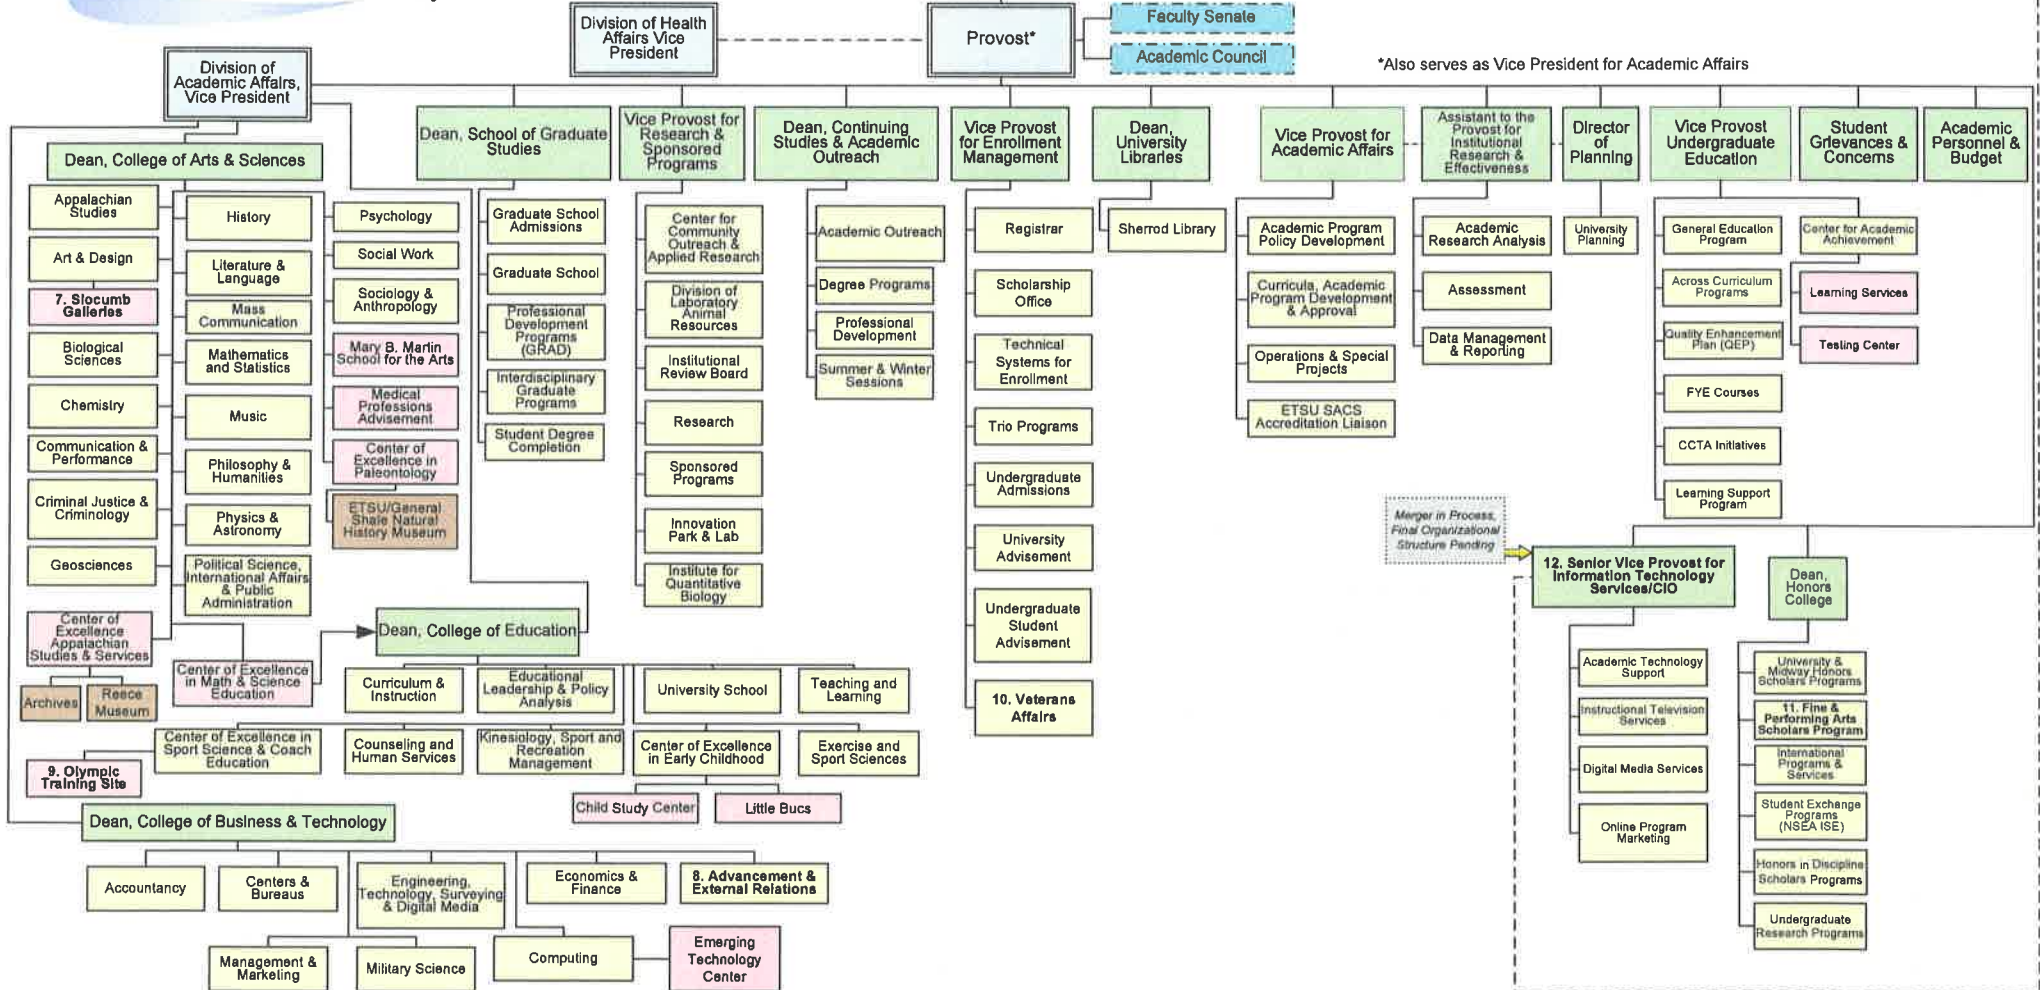 Division of Health
Affairs Vice
President
Provost*
Faculty Senate
Academic Council
*Also serves as Vice President for Academic Affairs
Division of
Academic Affairs,
Vice President
Dean, College of Arts & Sciences
Dean, School of Graduate
Studies
Vice Provost for
Research &
Sponsored
Programs
Dean, Continuing
Studies & Academic
Outreach
Vice Provost
for Enrollment
Management
Dean,
University
Libraries
Vice Provost for
Academic Affairs
Assistant to the
Provost for
Institutional
Research &
Effectiveness
Director
of
Planning
Vice Provost
Undergraduate
Education
Student
Grievances &
Concerns
Academic
Personnel &
Budget
Appalachian
Studies
Art & Design
7. Slocumb
Galleries
Biological
Sciences
Chemistry
Communication &
Performance
Criminal Justice &
Criminology
Geosciences
Center of
Excellence
Appalachian
Studies & Services
Archives
Reece
Museum
History
Literature &
Language
Mass
Communication
Mathematics
and Statistics
Music
Philosophy &
Humanities
Physics &
Astronomy
Political Science,
International Affairs
& Public
Administration
Center of Excellence
in Math & Science
Education
Psychology
Social Work
Sociology &
Anthropology
Mary B. Martin
School for the Arts
Medical
Professions
Advisement
Center of
Excellence in
Paleontology
ETSU/General
Shale Natural
History Museum
Graduate School
Admissions
Graduate School
Professional
Development
Programs
(GRAD)
Interdisciplinary
Graduate
Programs
Student Degree
Completion
Center for
Community
Outreach &
Applied Research
Division of
Laboratory
Animal
Resources
Institutional
Review Board
Research
Sponsored
Programs
Innovation
Park & Lab
Institute for
Quantitative
Biology
Academic Outreach
Degree Programs
Professional
Development
Summer & Winter
Sessions
Registrar
Scholarship
Office
Technical
Systems for
Enrollment
Trio Programs
Undergraduate
Admissions
University
Advisement
Undergraduate
Student
Advisement
10. Veterans
Affairs
Sherrod Library
Academic Program
Policy Development
Curricula, Academic
Program Development
& Approval
Operations & Special
Projects
ETSU SACS
Accreditation Liaison
Academic
Research Analysis
Assessment
Data Management
& Reporting
University
Planning
General Education
Program
Across Curriculum
Programs
Quality Enhancement
Plan (QEP)
FYE Courses
CCTA Initiatives
Learning Support
Program
Center for Academic
Achievement
Learning Services
Testing Center
Merger in Process,
Final Organizational
Structure Pending
12. Senior Vice Provost for
Information Technology
Services/CIO
Dean,
Honors
College
Academic Technology
Support
Instructional Television
Services
Digital Media Services
Online Program
Marketing
University &
Midway Honors
Scholars Programs
11. Fine &
Performing Arts
Scholars Program
International
Programs &
Services
Student Exchange
Programs
(NSEA ISE)
Honors in Discipline
Scholars Programs
Undergraduate
Research Programs
Dean, College of Education
Curriculum &
Instruction
Educational
Leadership & Policy
Analysis
University School
Teaching and
Learning
Center of Excellence in
Sport Science & Coach
Education
Counseling and
Human Services
Kinesiology, Sport and
Recreation
Management
Center of Excellence
in Early Childhood
Exercise and
Sport Sciences
9. Olympic
Training Site
Child Study Center
Little Bucs
Dean, College of Business & Technology
Accountancy
Centers &
Bureaus
Engineering,
Technology, Surveying
& Digital Media
Economics &
Finance
8. Advancement &
External Relations
Management &
Marketing
Military Science
Computing
Emerging
Technology
Center